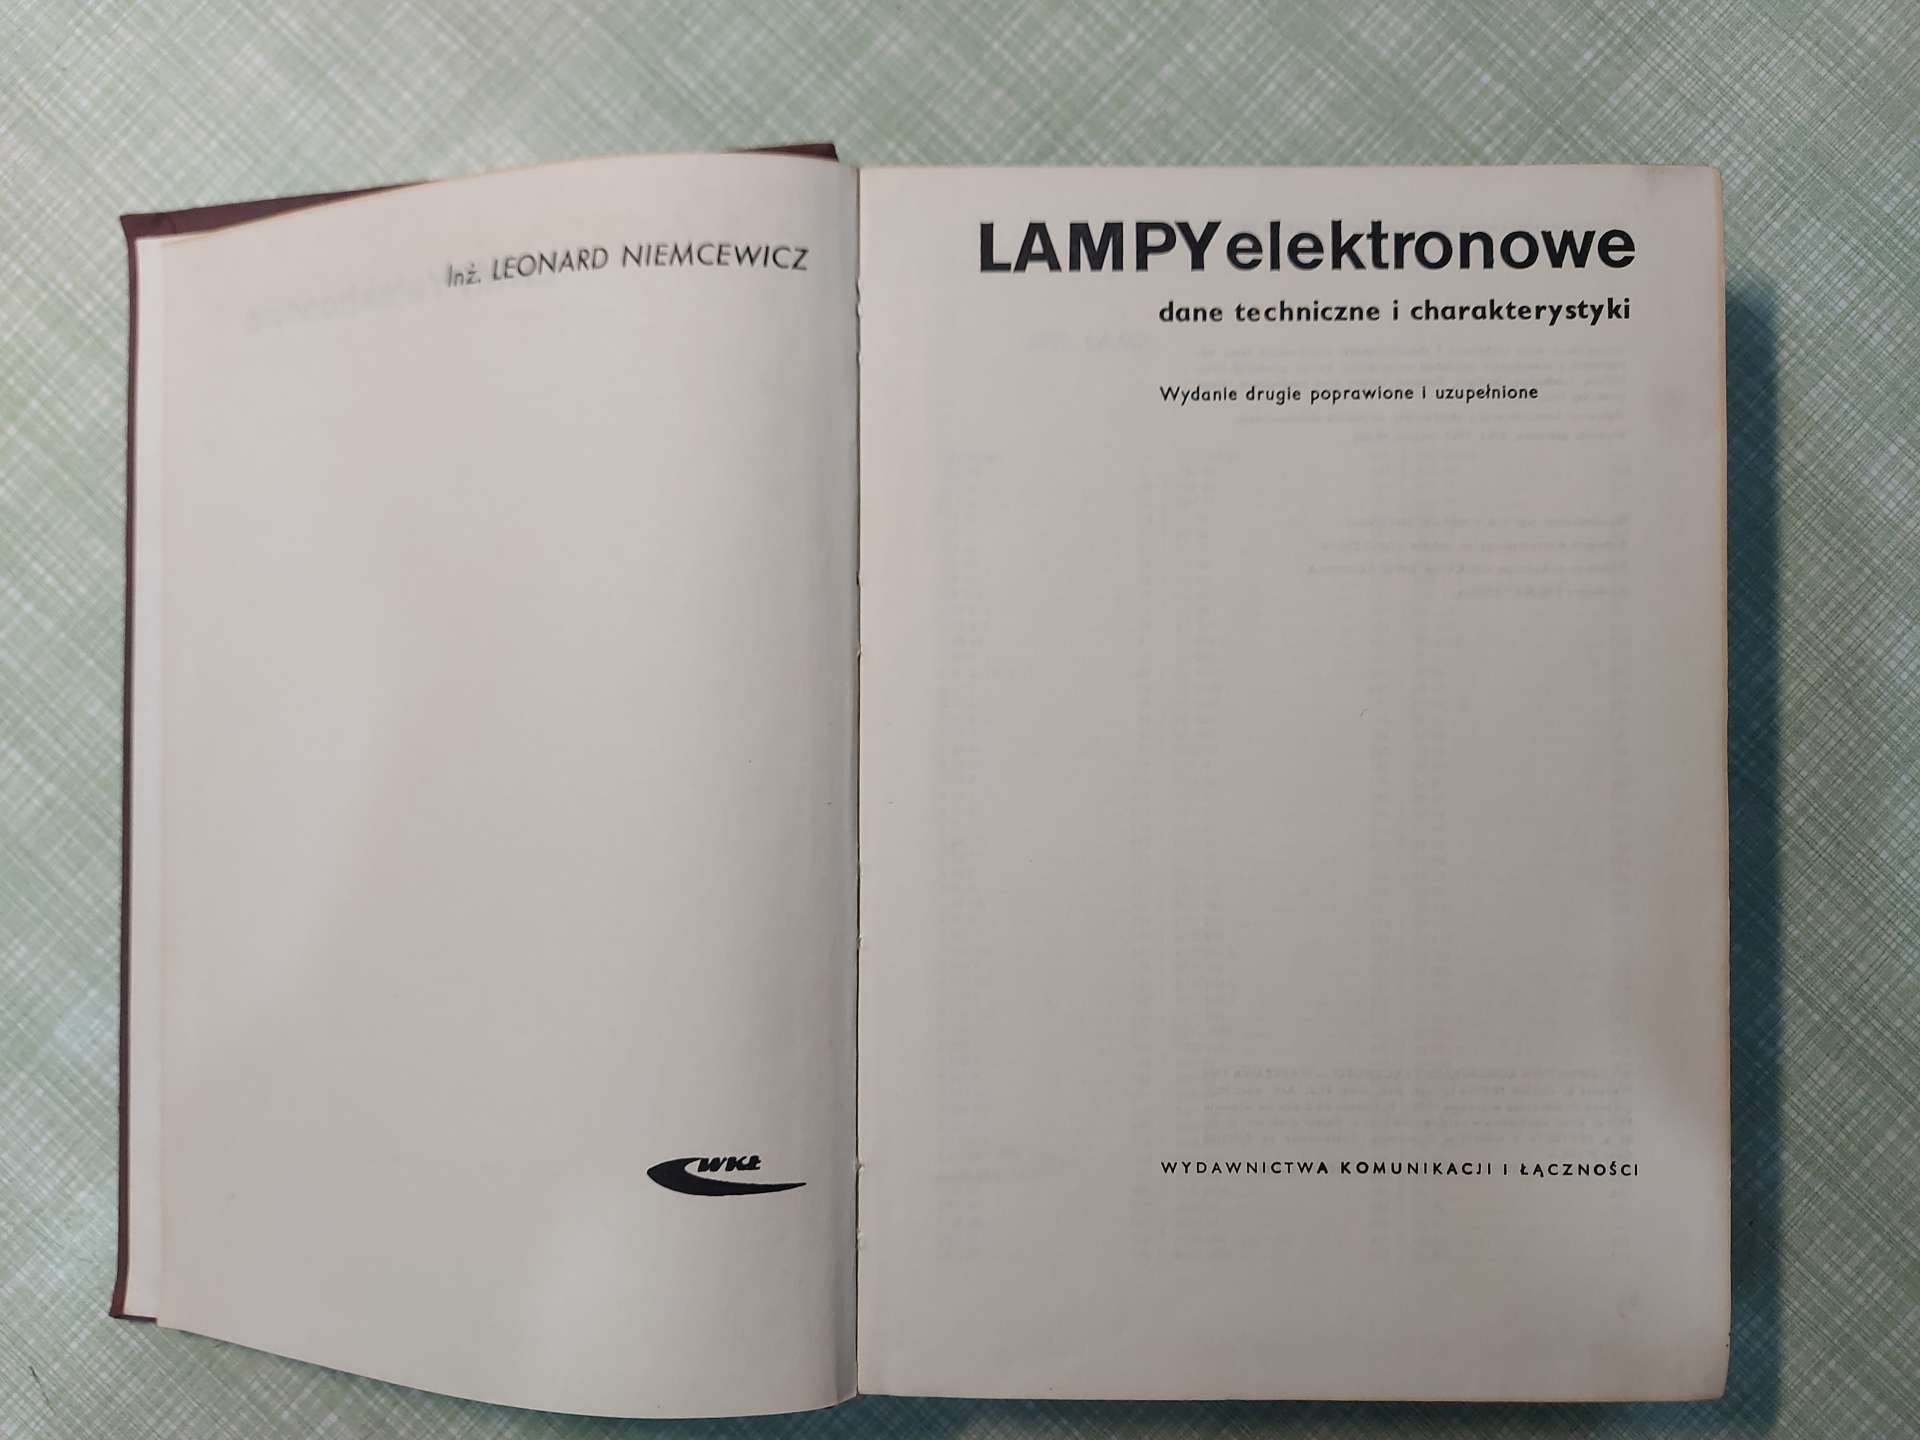 Inż. LEONARD NIEMCEWICZ
WKŁ
LAMPY elektronowe
dane techniczne i charakterystyki
Wydanie drugie poprawione i uzupełnione
WYDAWNICTWA KOMUNIKACJI I ŁĄCZNOŚCI